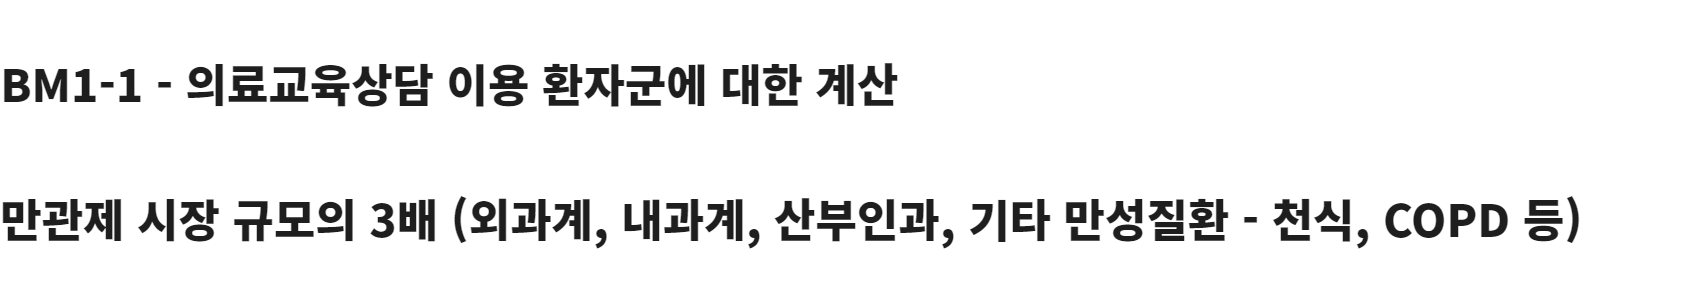 BM1-1 - 의료교육상담 이용 환자군에 대한 계산
만관제 시장 규모의 3배 (외과계, 내과계, 산부인과, 기타 만성질환 - 천식, COPD 등)